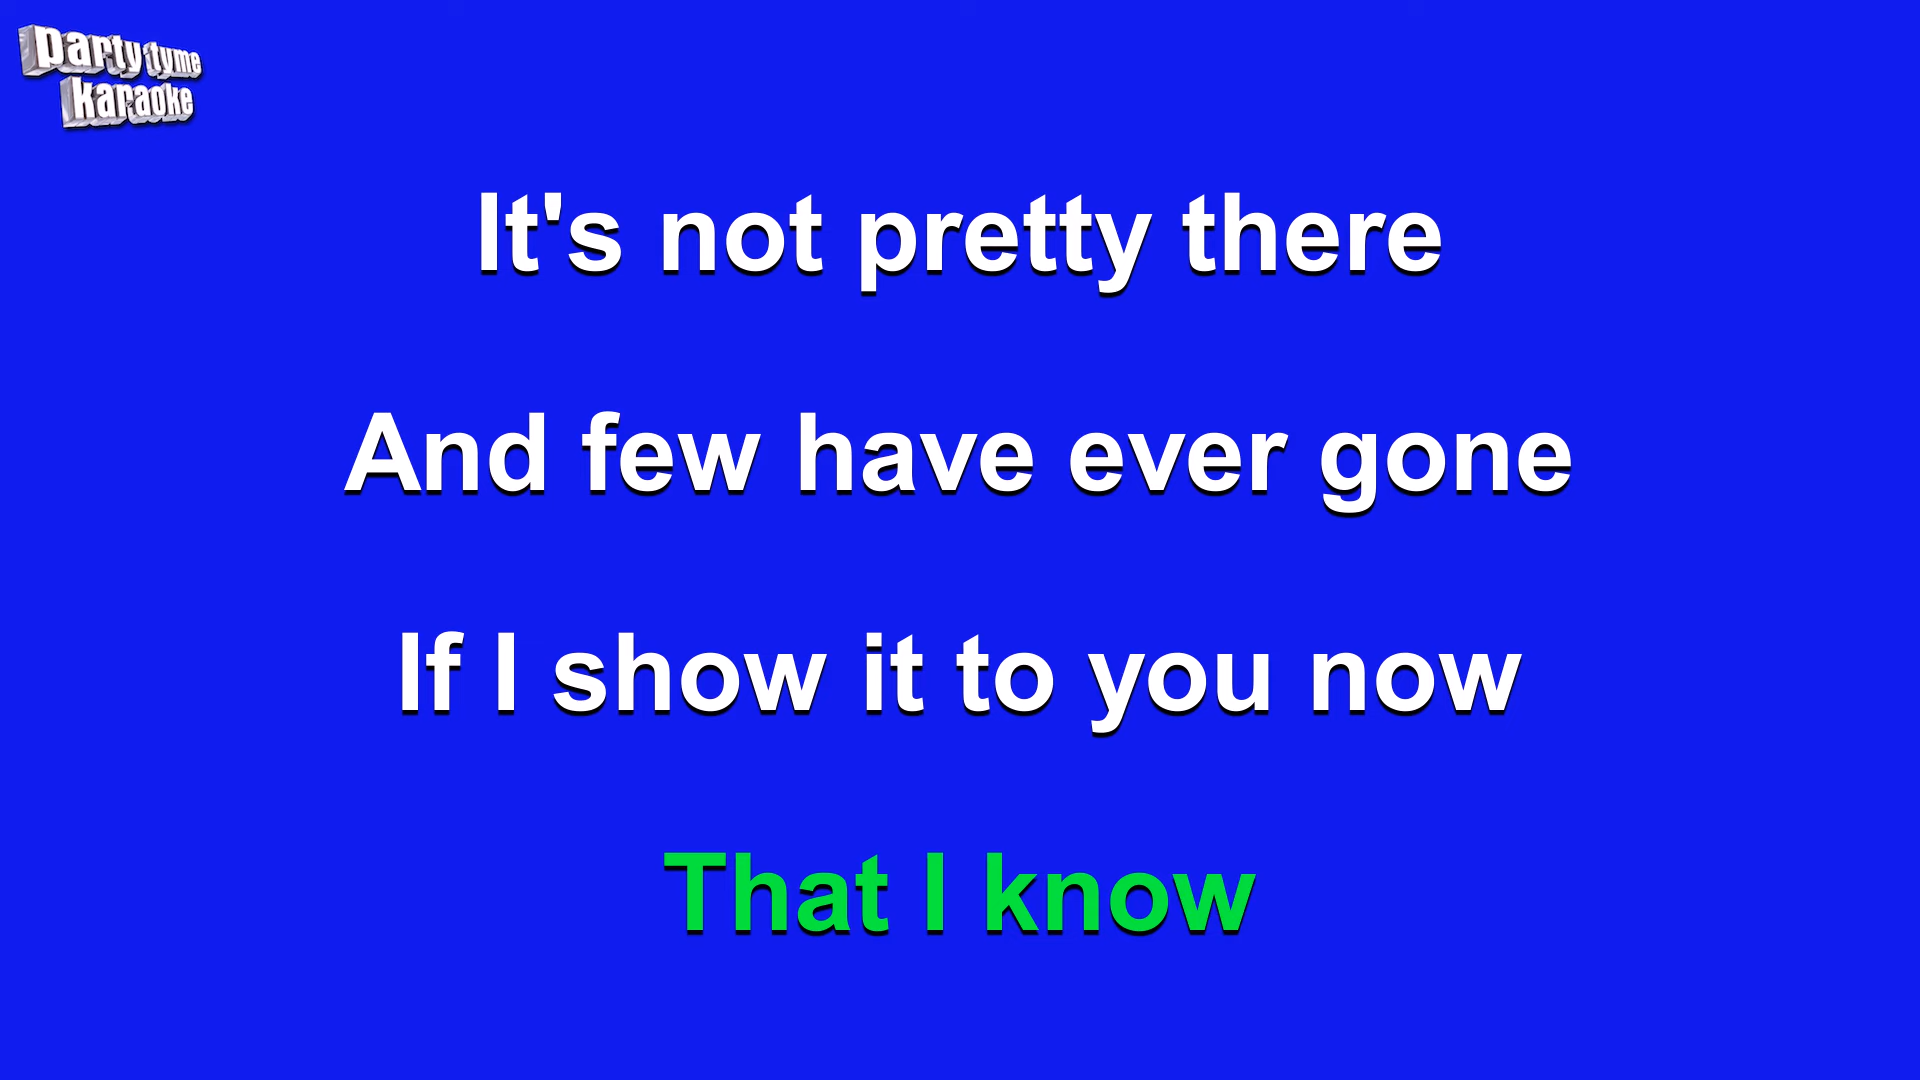 party tyme
karaoke
It's not pretty there
And few have ever gone
If I show it to you now
That I know